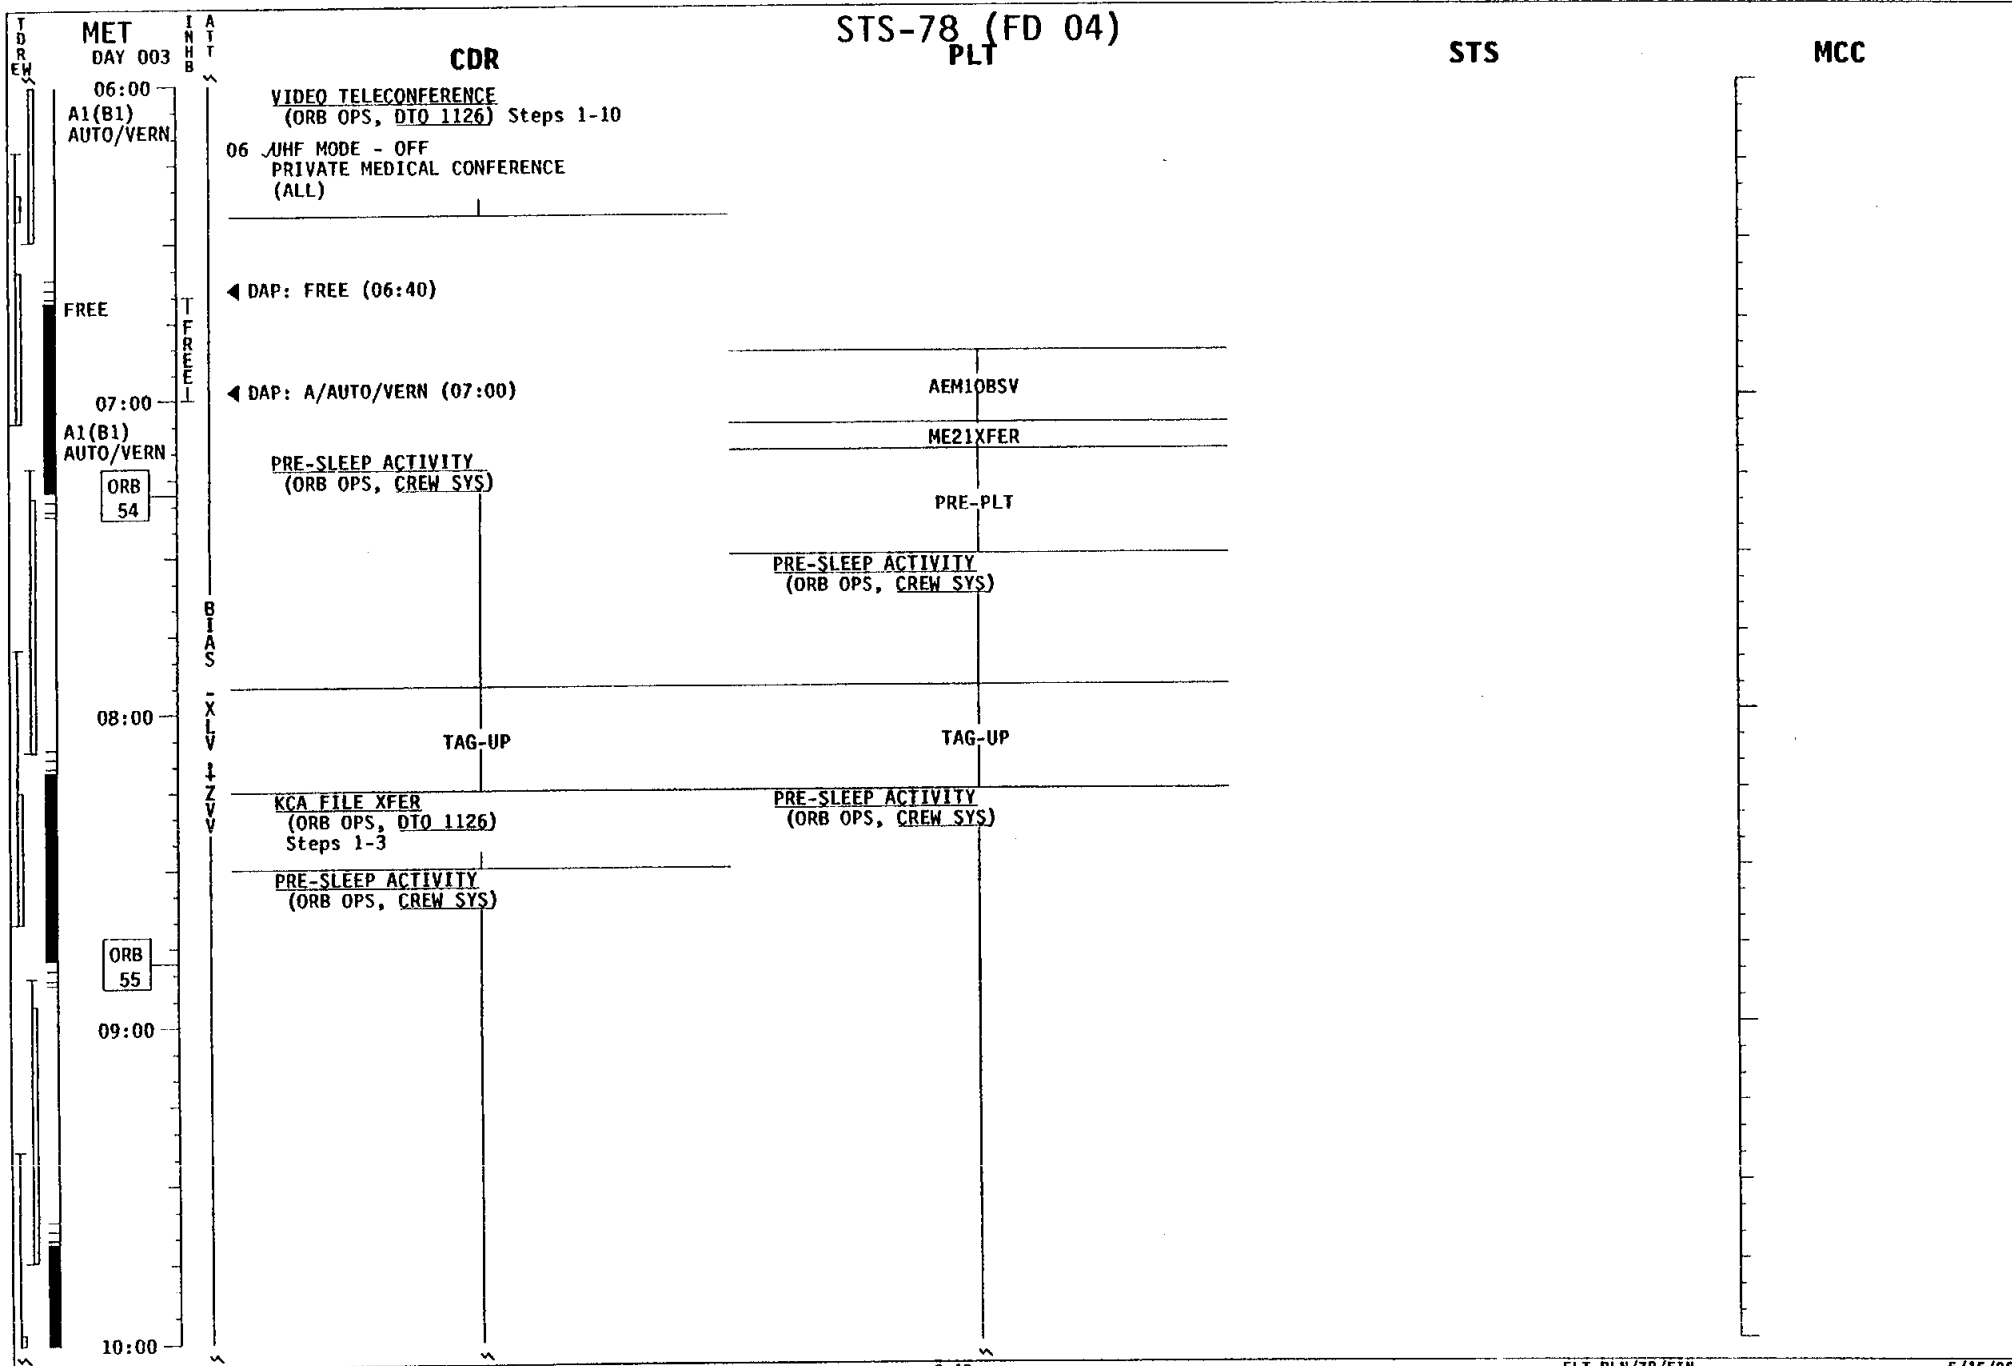 STS-78 (FD 04)
TDRE W
MET
DAY 003
INHB
ATT
CDR
PLT
STS
MCC
06:00
A1(B1)
AUTO/VERN
VIDEO TELECONFERENCE
(ORB OPS, DTO 1126) Steps 1-10
06 √UHF MODE - OFF
PRIVATE MEDICAL CONFERENCE
(ALL)
FREE
FREE
◀ DAP: FREE (06:40)
AEM1OBSV
◀ DAP: A/AUTO/VERN (07:00)
07:00
A1(B1)
AUTO/VERN
ME21XFER
PRE-SLEEP ACTIVITY
(ORB OPS, CREW SYS)
ORB
54
PRE-PLT
PRE-SLEEP ACTIVITY
(ORB OPS, CREW SYS)
BIAS -XLV +ZVV
08:00
TAG-UP
TAG-UP
KCA FILE XFER
(ORB OPS, DTO 1126)
Steps 1-3
PRE-SLEEP ACTIVITY
(ORB OPS, CREW SYS)
PRE-SLEEP ACTIVITY
(ORB OPS, CREW SYS)
ORB
55
09:00
10:00
FLT PLN/78/FIN